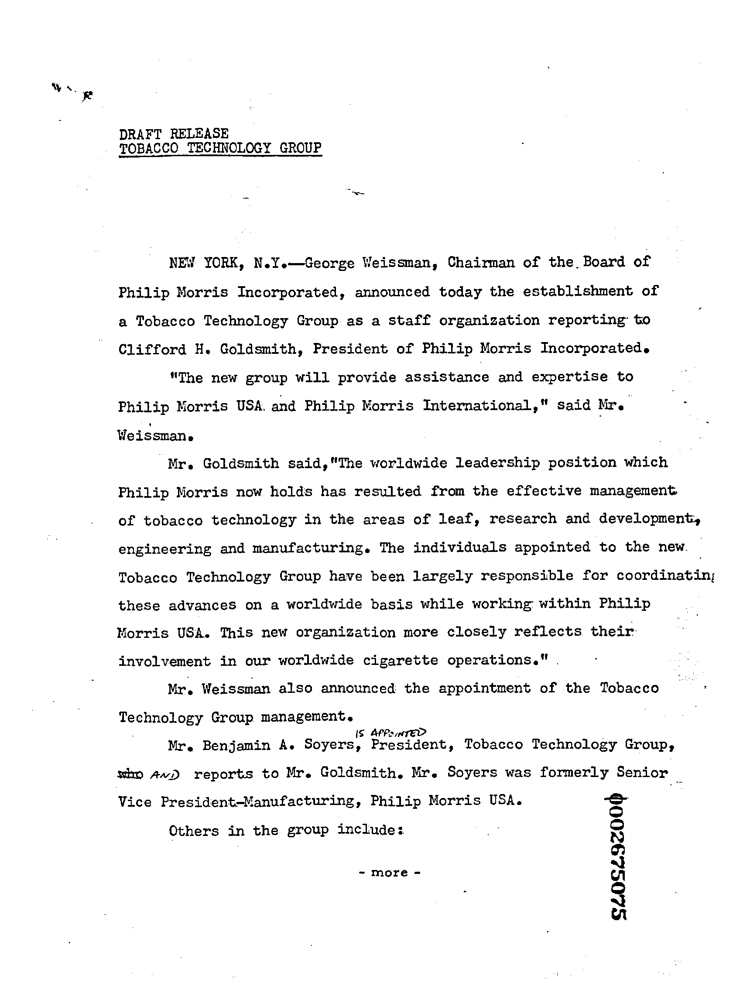 DRAFT RELEASE
TOBACCO TECHNOLOGY GROUP
NEW YORK, N.Y.—George Weissman, Chairman of the Board of
Philip Morris Incorporated, announced today the establishment of
a Tobacco Technology Group as a staff organization reporting to
Clifford H. Goldsmith, President of Philip Morris Incorporated.
"The new group will provide assistance and expertise to
Philip Morris USA and Philip Morris International," said Mr.
Weissman.
Mr. Goldsmith said,"The worldwide leadership position which
Philip Morris now holds has resulted from the effective management
of tobacco technology in the areas of leaf, research and development,
engineering and manufacturing. The individuals appointed to the new
Tobacco Technology Group have been largely responsible for coordinating
these advances on a worldwide basis while working within Philip
Morris USA. This new organization more closely reflects their
involvement in our worldwide cigarette operations."
Mr. Weissman also announced the appointment of the Tobacco
Technology Group management.
IS APPOINTED
Mr. Benjamin A. Soyers, President, Tobacco Technology Group,
who AND reports to Mr. Goldsmith. Mr. Soyers was formerly Senior
Vice President-Manufacturing, Philip Morris USA.
Others in the group include:
- more -
0002675075